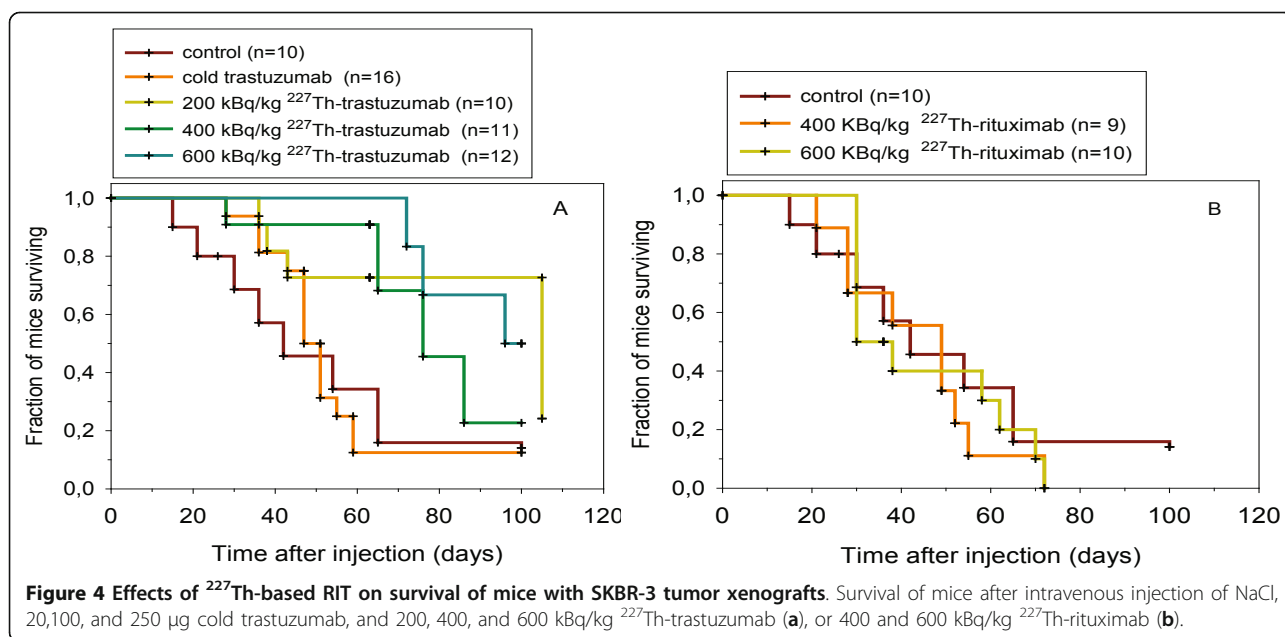 control (n=10)
cold trastuzumab (n=16)
200 kBq/kg ²²⁷Th-trastuzumab (n=10)
400 kBq/kg ²²⁷Th-trastuzumab (n=11)
600 kBq/kg ²²⁷Th-trastuzumab (n=12)
Fraction of mice surviving
1,0
0,8
0,6
0,4
0,2
0,0
A
0 20 40 60 80 100 120
Time after injection (days)
control (n=10)
400 KBq/kg ²²⁷Th-rituximab (n= 9)
600 KBq/kg ²²⁷Th-rituximab (n=10)
Fraction of mice surviving
1,0
0,8
0,6
0,4
0,2
0,0
B
0 20 40 60 80 100 120
Time after injection (days)
Figure 4 Effects of ²²⁷Th-based RIT on survival of mice with SKBR-3 tumor xenografts. Survival of mice after intravenous injection of NaCl,
20,100, and 250 μg cold trastuzumab, and 200, 400, and 600 kBq/kg ²²⁷Th-trastuzumab (a), or 400 and 600 kBq/kg ²²⁷Th-rituximab (b).